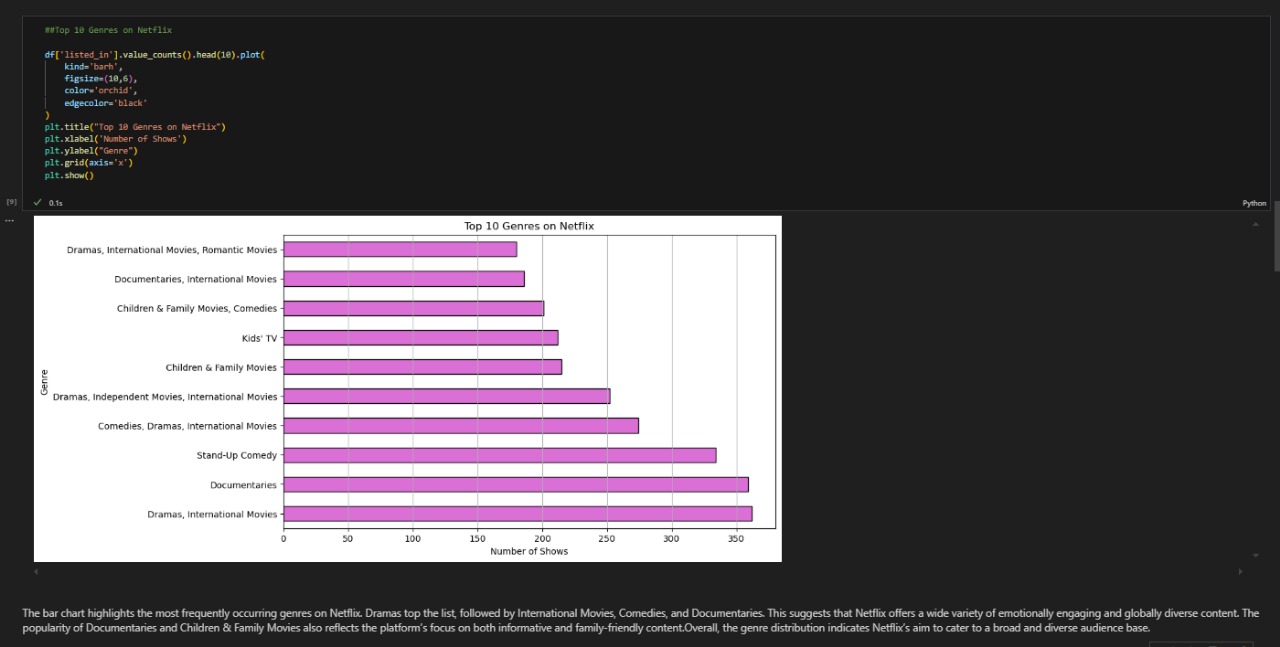 ##Top 10 Genres on Netflix
df['listed_in'].value_counts().head(10).plot(
kind='barh',
figsize=(10,6),
color='orchid',
edgecolor='black'
)
plt.title("Top 10 Genres on Netflix")
plt.xlabel('Number of Shows')
plt.ylabel("Genre")
plt.grid(axis='x')
plt.show()
[9]
0.1s
Python
...
Top 10 Genres on Netflix
Dramas, International Movies, Romantic Movies
Documentaries, International Movies
Children & Family Movies, Comedies
Kids' TV
Children & Family Movies
Genre
Dramas, Independent Movies, International Movies
Comedies, Dramas, International Movies
Stand-Up Comedy
Documentaries
Dramas, International Movies
0 50 100 150 200 250 300 350
Number of Shows
The bar chart highlights the most frequently occurring genres on Netflix. Dramas top the list, followed by International Movies, Comedies, and Documentaries. This suggests that Netflix offers a wide variety of emotionally engaging and globally diverse content. The
popularity of Documentaries and Children & Family Movies also reflects the platform's focus on both informative and family-friendly content.Overall, the genre distribution indicates Netflix's aim to cater to a broad and diverse audience base.